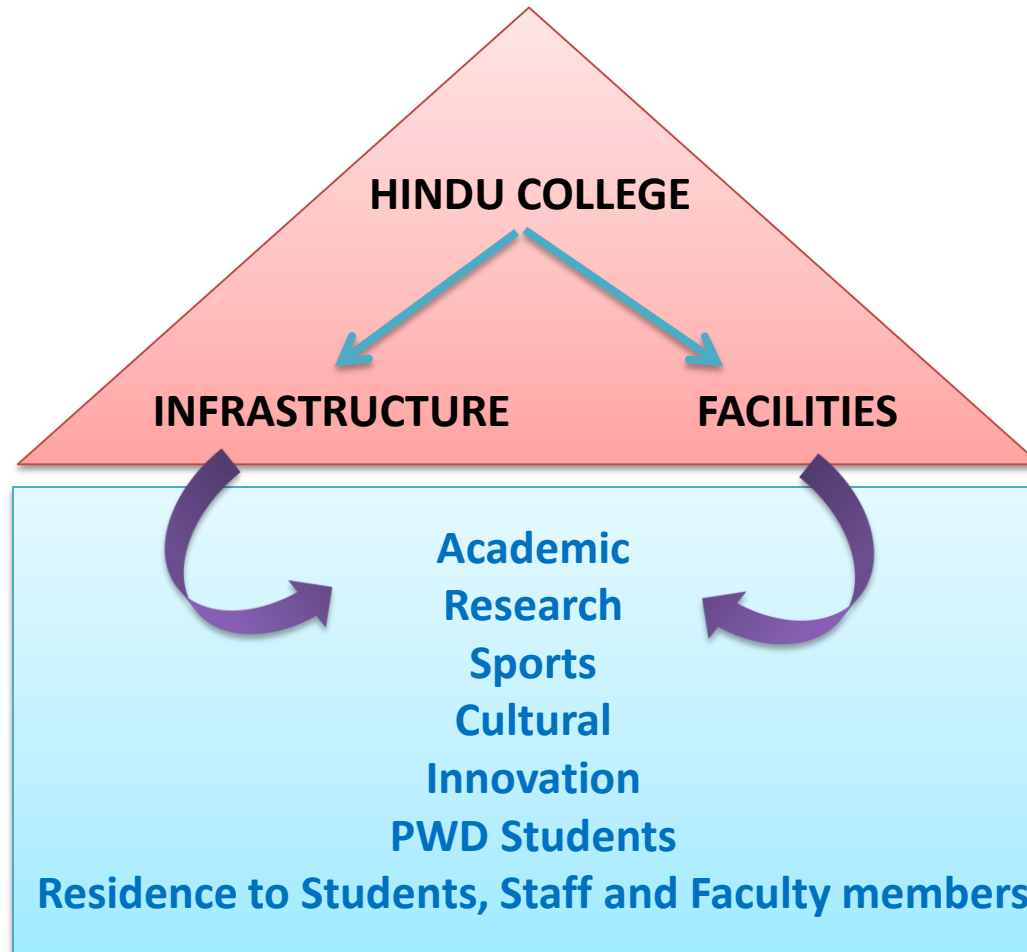 HINDU COLLEGE
INFRASTRUCTURE FACILITIES
Academic
Research
Sports
Cultural
Innovation
PWD Students
Residence to Students, Staff and Faculty members